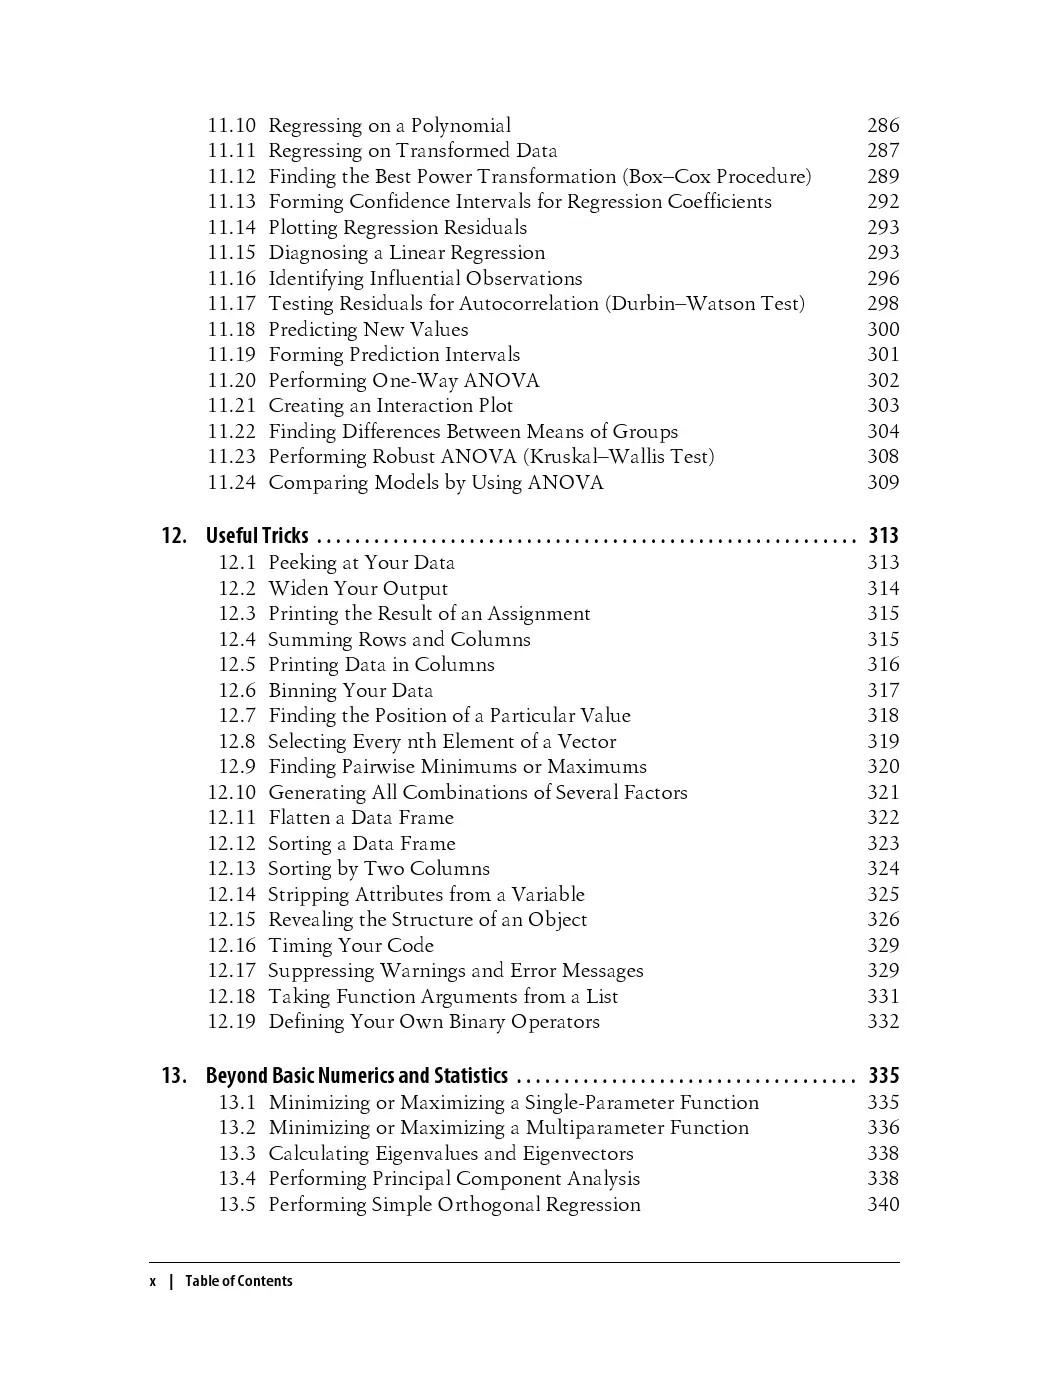 11.10 Regressing on a Polynomial 286
11.11 Regressing on Transformed Data 287
11.12 Finding the Best Power Transformation (Box–Cox Procedure) 289
11.13 Forming Confidence Intervals for Regression Coefficients 292
11.14 Plotting Regression Residuals 293
11.15 Diagnosing a Linear Regression 293
11.16 Identifying Influential Observations 296
11.17 Testing Residuals for Autocorrelation (Durbin–Watson Test) 298
11.18 Predicting New Values 300
11.19 Forming Prediction Intervals 301
11.20 Performing One-Way ANOVA 302
11.21 Creating an Interaction Plot 303
11.22 Finding Differences Between Means of Groups 304
11.23 Performing Robust ANOVA (Kruskal–Wallis Test) 308
11.24 Comparing Models by Using ANOVA 309
12. Useful Tricks . . . . . . . . . . . . . . . . . . . . . . . . . . . . . . . . . . . . . . . . . . . . . . . . . . . . . . . . . 313
12.1 Peeking at Your Data 313
12.2 Widen Your Output 314
12.3 Printing the Result of an Assignment 315
12.4 Summing Rows and Columns 315
12.5 Printing Data in Columns 316
12.6 Binning Your Data 317
12.7 Finding the Position of a Particular Value 318
12.8 Selecting Every nth Element of a Vector 319
12.9 Finding Pairwise Minimums or Maximums 320
12.10 Generating All Combinations of Several Factors 321
12.11 Flatten a Data Frame 322
12.12 Sorting a Data Frame 323
12.13 Sorting by Two Columns 324
12.14 Stripping Attributes from a Variable 325
12.15 Revealing the Structure of an Object 326
12.16 Timing Your Code 329
12.17 Suppressing Warnings and Error Messages 329
12.18 Taking Function Arguments from a List 331
12.19 Defining Your Own Binary Operators 332
13. Beyond Basic Numerics and Statistics . . . . . . . . . . . . . . . . . . . . . . . . . . . . . . . . . . . . 335
13.1 Minimizing or Maximizing a Single-Parameter Function 335
13.2 Minimizing or Maximizing a Multiparameter Function 336
13.3 Calculating Eigenvalues and Eigenvectors 338
13.4 Performing Principal Component Analysis 338
13.5 Performing Simple Orthogonal Regression 340
x | Table of Contents